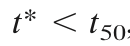 t* < t₅₀,